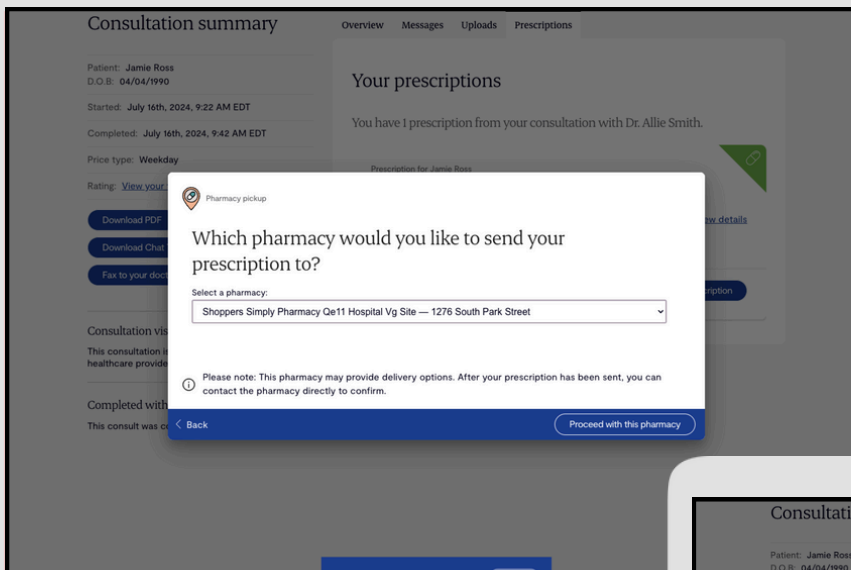 Consultation summary
Overview Messages Uploads Prescriptions
Patient: Jamie Ross
D.O.B: 04/04/1990
Started: July 16th, 2024, 9:22 AM EDT
Completed: July 16th, 2024, 9:42 AM EDT
Price type: Weekday
Rating: View your
Download PDF
Download Chat
Fax to your doct
Consultation vis
This consultation i
healthcare provide
Completed with
This consult was c
Your prescriptions
You have 1 prescription from your consultation with Dr. Allie Smith.
Prescription for Jamie Ross
ew details
cription
Pharmacy pickup
Which pharmacy would you like to send your
prescription to?
Select a pharmacy:
Shoppers Simply Pharmacy Qe11 Hospital Vg Site — 1276 South Park Street
Please note: This pharmacy may provide delivery options. After your prescription has been sent, you can
contact the pharmacy directly to confirm.
Back
Proceed with this pharmacy
Consultati
Patient: Jamie Ross
D.O.B: 04/04/1990